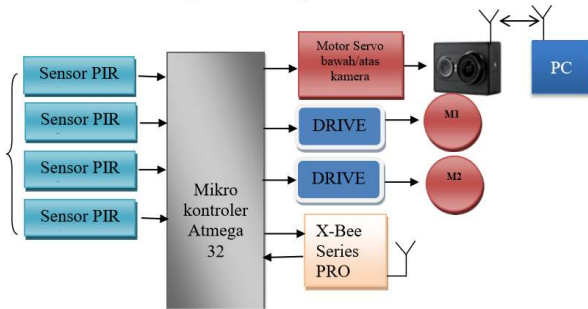 Sensor PIR
Sensor PIR
Sensor PIR
Sensor PIR
Mikro
kontroler
Atmega
32
Motor Servo
bawah/atas
kamera
DRIVE
DRIVE
X-Bee
Series
PRO
M1
M2
PC